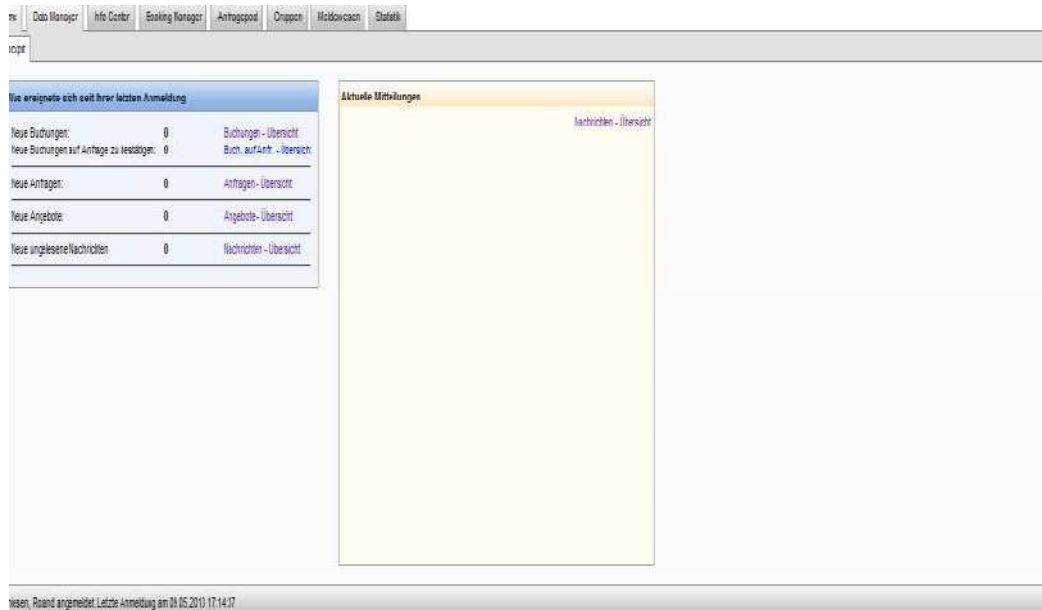 Data Manager Info Center Booking Manager Anfragepool Gruppen Meldewesen Statistik
Was ereignete sich seit Ihrer letzten Anmeldung
Neue Buchungen: 0 Buchungen - Übersicht
Neue Buchungen auf Anfrage zu bestätigen: 0 Buch. auf Anfr. - Übersicht
Neue Anfragen: 0 Anfragen - Übersicht
Neue Angebote: 0 Angebote - Übersicht
Neue ungelesene Nachrichten 0 Nachrichten - Übersicht
Aktuelle Mitteilungen
Nachrichten - Übersicht
angemeldet. Letzte Anmeldung am 17:14:37